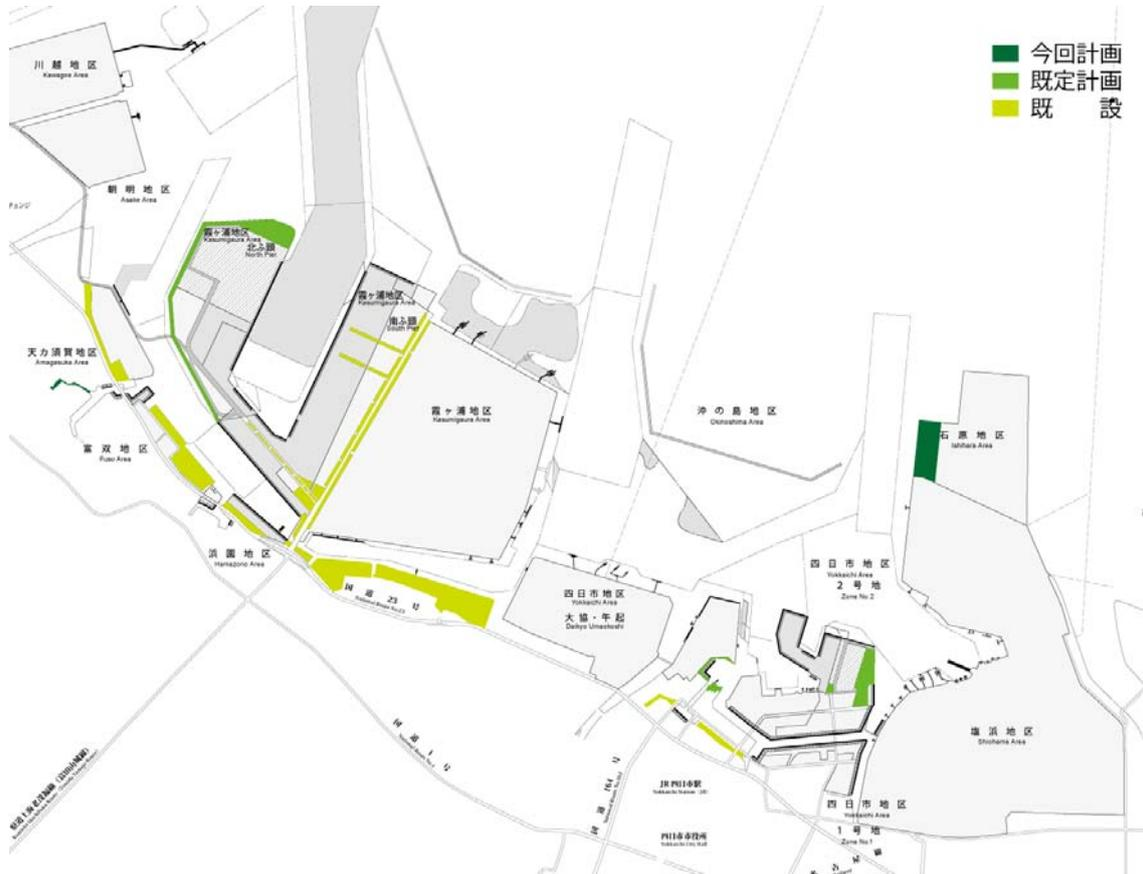 今回計画
既定計画
既 設
川越地区
Kawagoe Area
朝明地区
Asake Area
チェンジ
霞ヶ浦地区
Kasumigaura Area
北ふ頭
North Pier
霞ヶ浦地区
Kasumigaura Area
南ふ頭
South Pier
天カ須賀地区
Amagasuka Area
霞ヶ浦地区
Kasumigaura Area
沖の島地区
Okinoshima Area
石原地区
Ishihara Area
富双地区
Fuso Area
浜園地区
Hamazono Area
国道23号
四日市地区
Yokkaichi Area
大協・午起
Daikyo Umaokoshi
四日市地区
Yokkaichi Area
2号地
Zone No.2
塩浜地区
Shiohama Area
国道1号
国道164号
JR四日市駅
四日市市役所
Yokkaichi City Hall
四日市地区
Yokkaichi Area
1号地
Zone No.1